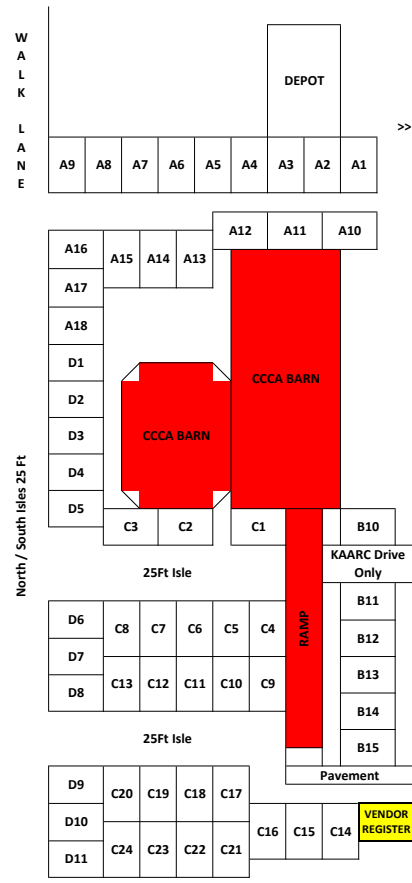 WALK LANE
DEPOT
>>
A9 A8 A7 A6 A5 A4 A3 A2 A1
A12 A11 A10
A16 A15 A14 A13
A17
A18
D1
CCCA BARN
D2
D3
CCCA BARN
D4
D5
C3 C2 C1 B10
North / South Isles 25 Ft
25Ft Isle
KAARC Drive
Only
B11
D6 C8 C7 C6 C5 C4
RAMP
B12
D7
D8 C13 C12 C11 C10 C9
B13
B14
25Ft Isle
B15
Pavement
D9 C20 C19 C18 C17
D10
C16 C15 C14
VENDOR
REGISTER
D11 C24 C23 C22 C21